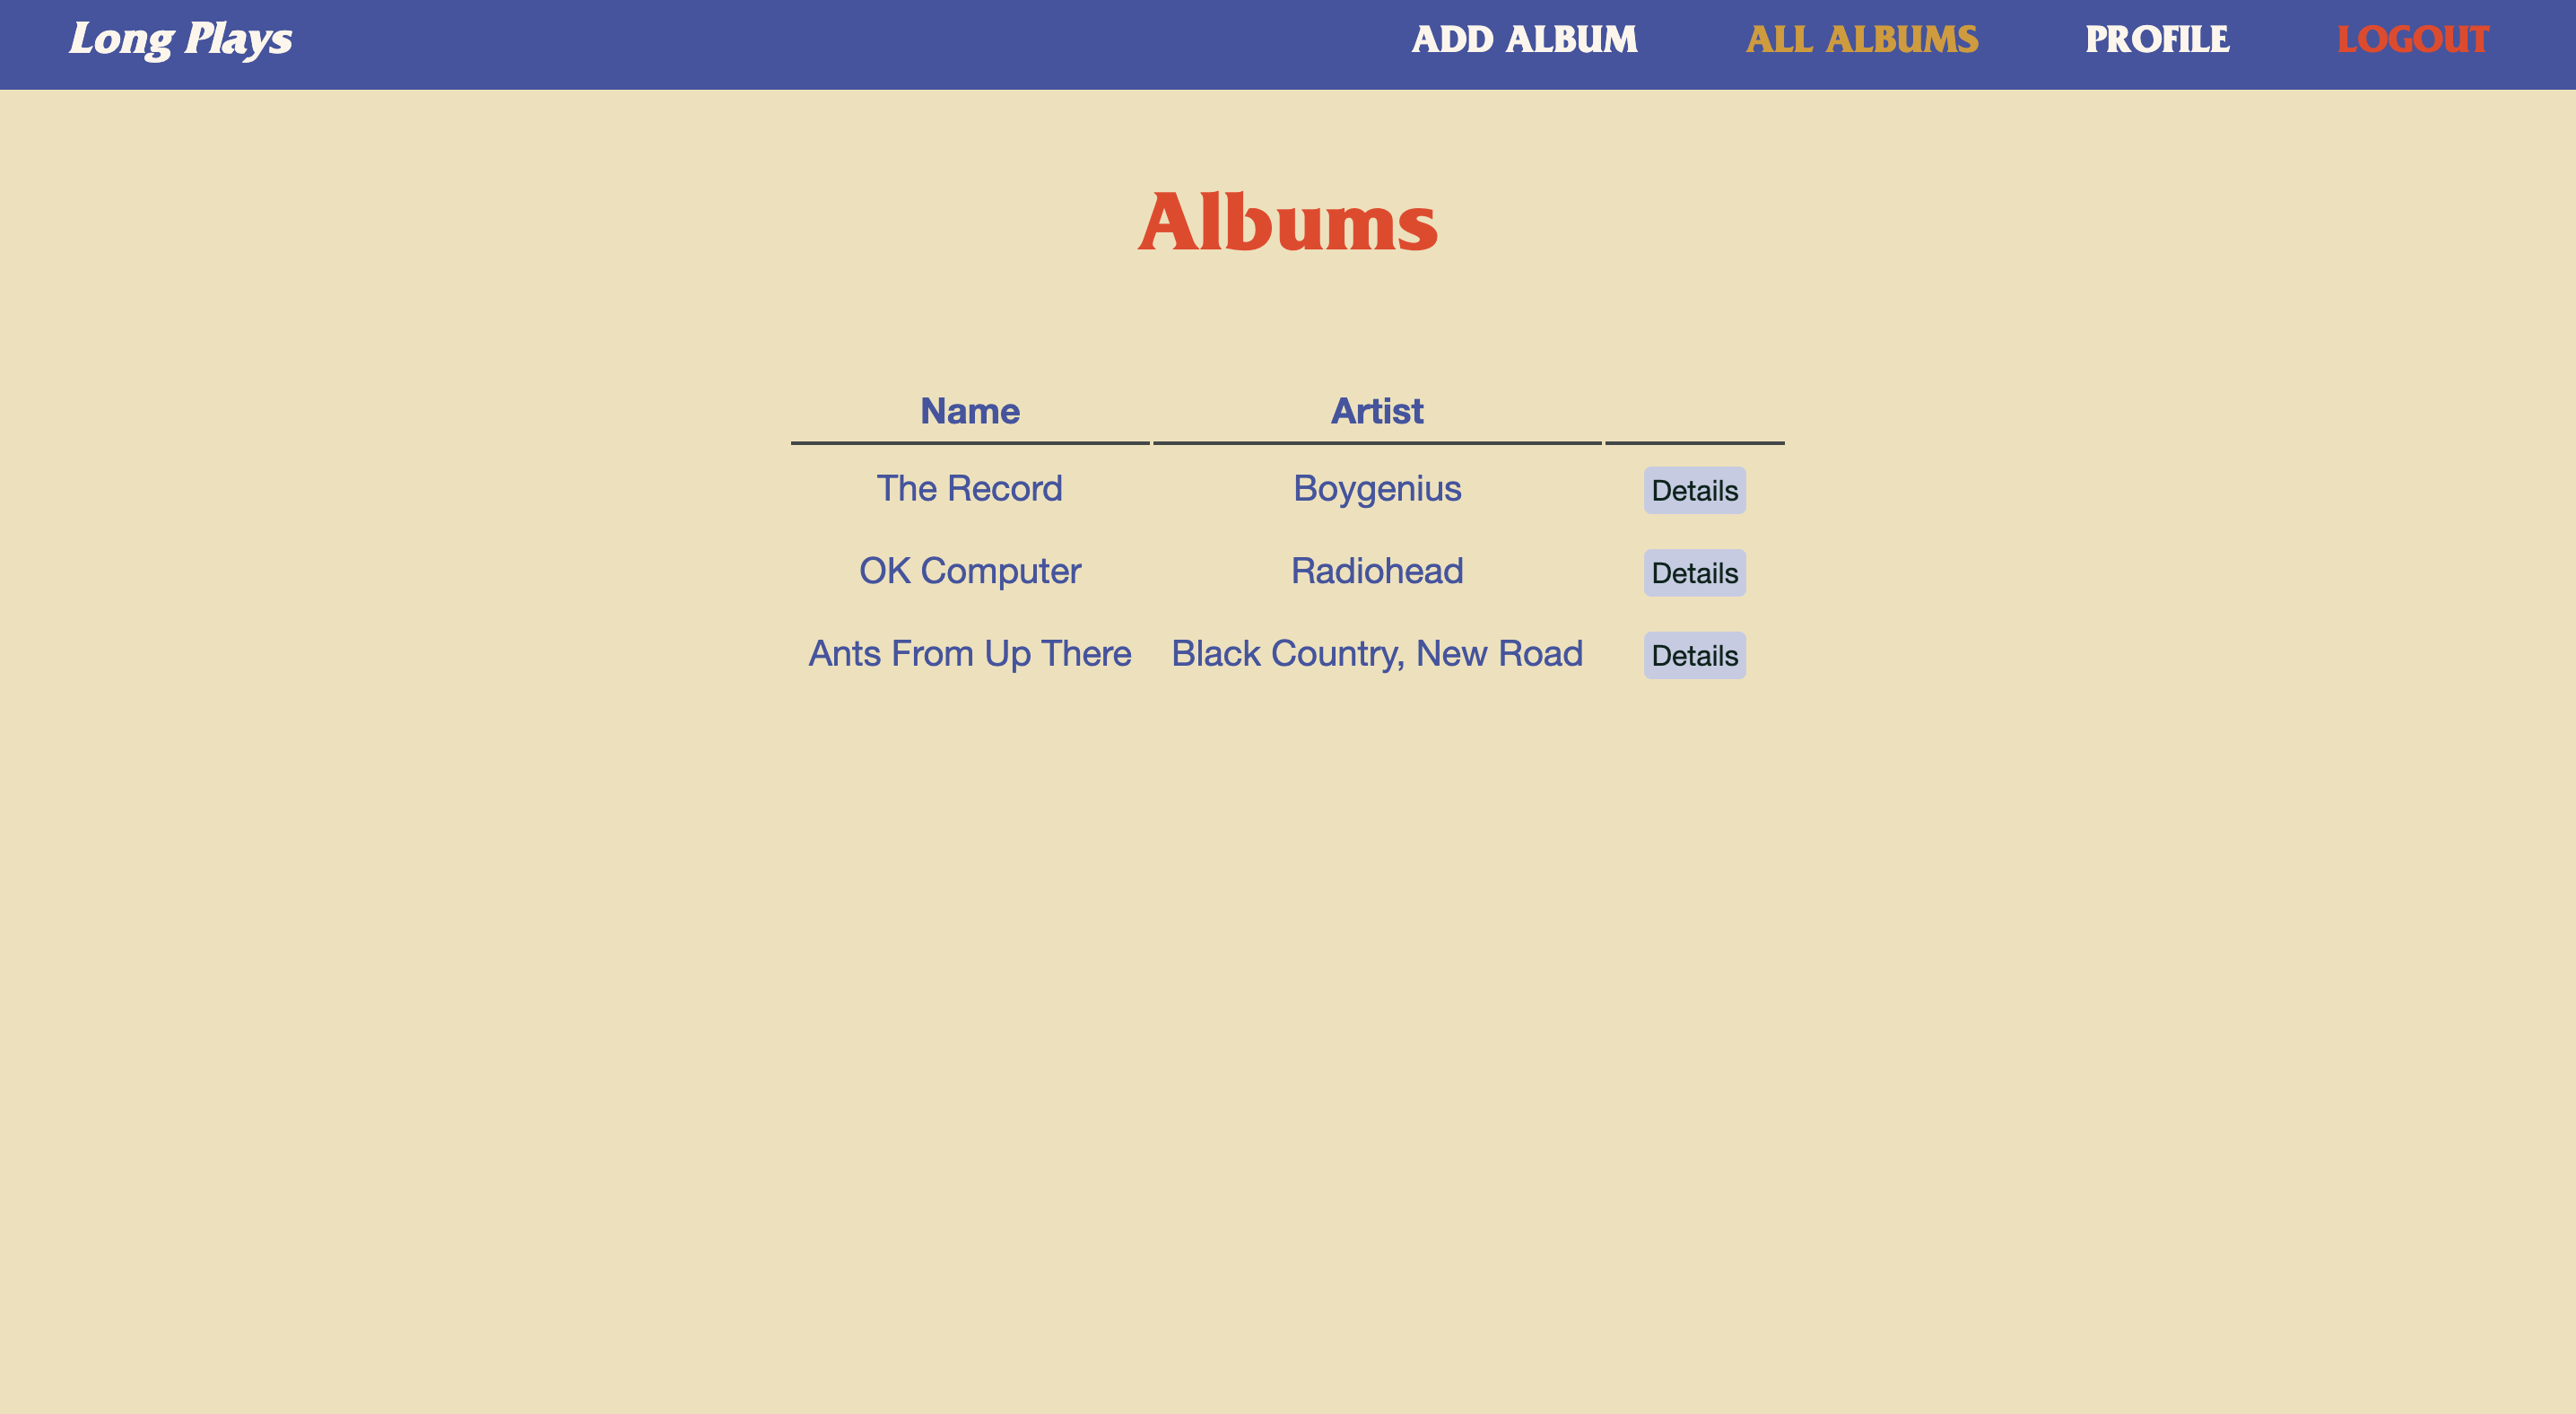 Long Plays ADD ALBUM ALL ALBUMS PROFILE LOGOUT
Albums
Name Artist
The Record Boygenius Details
OK Computer Radiohead Details
Ants From Up There Black Country, New Road Details